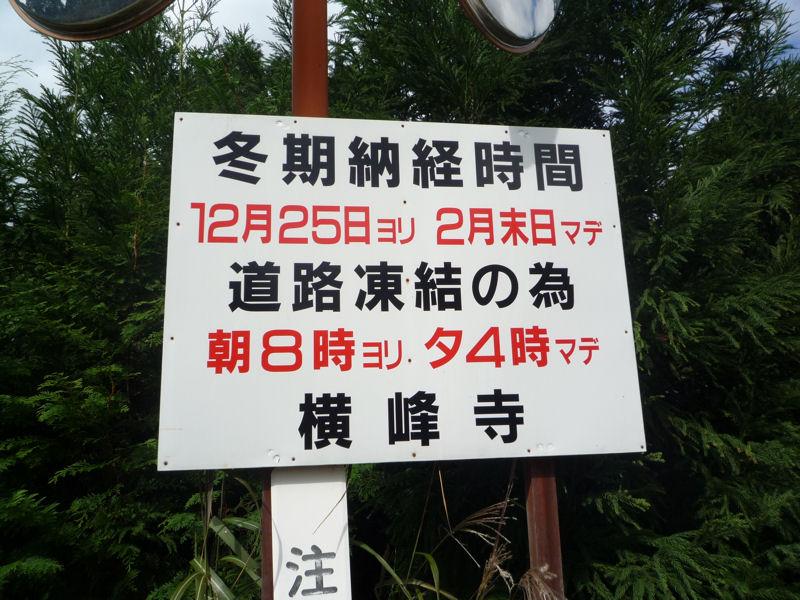 冬期納経時間
12月25日ヨリ 2月末日マデ
道路凍結の為
朝8時ヨリ 夕4時マデ
横峰寺
注